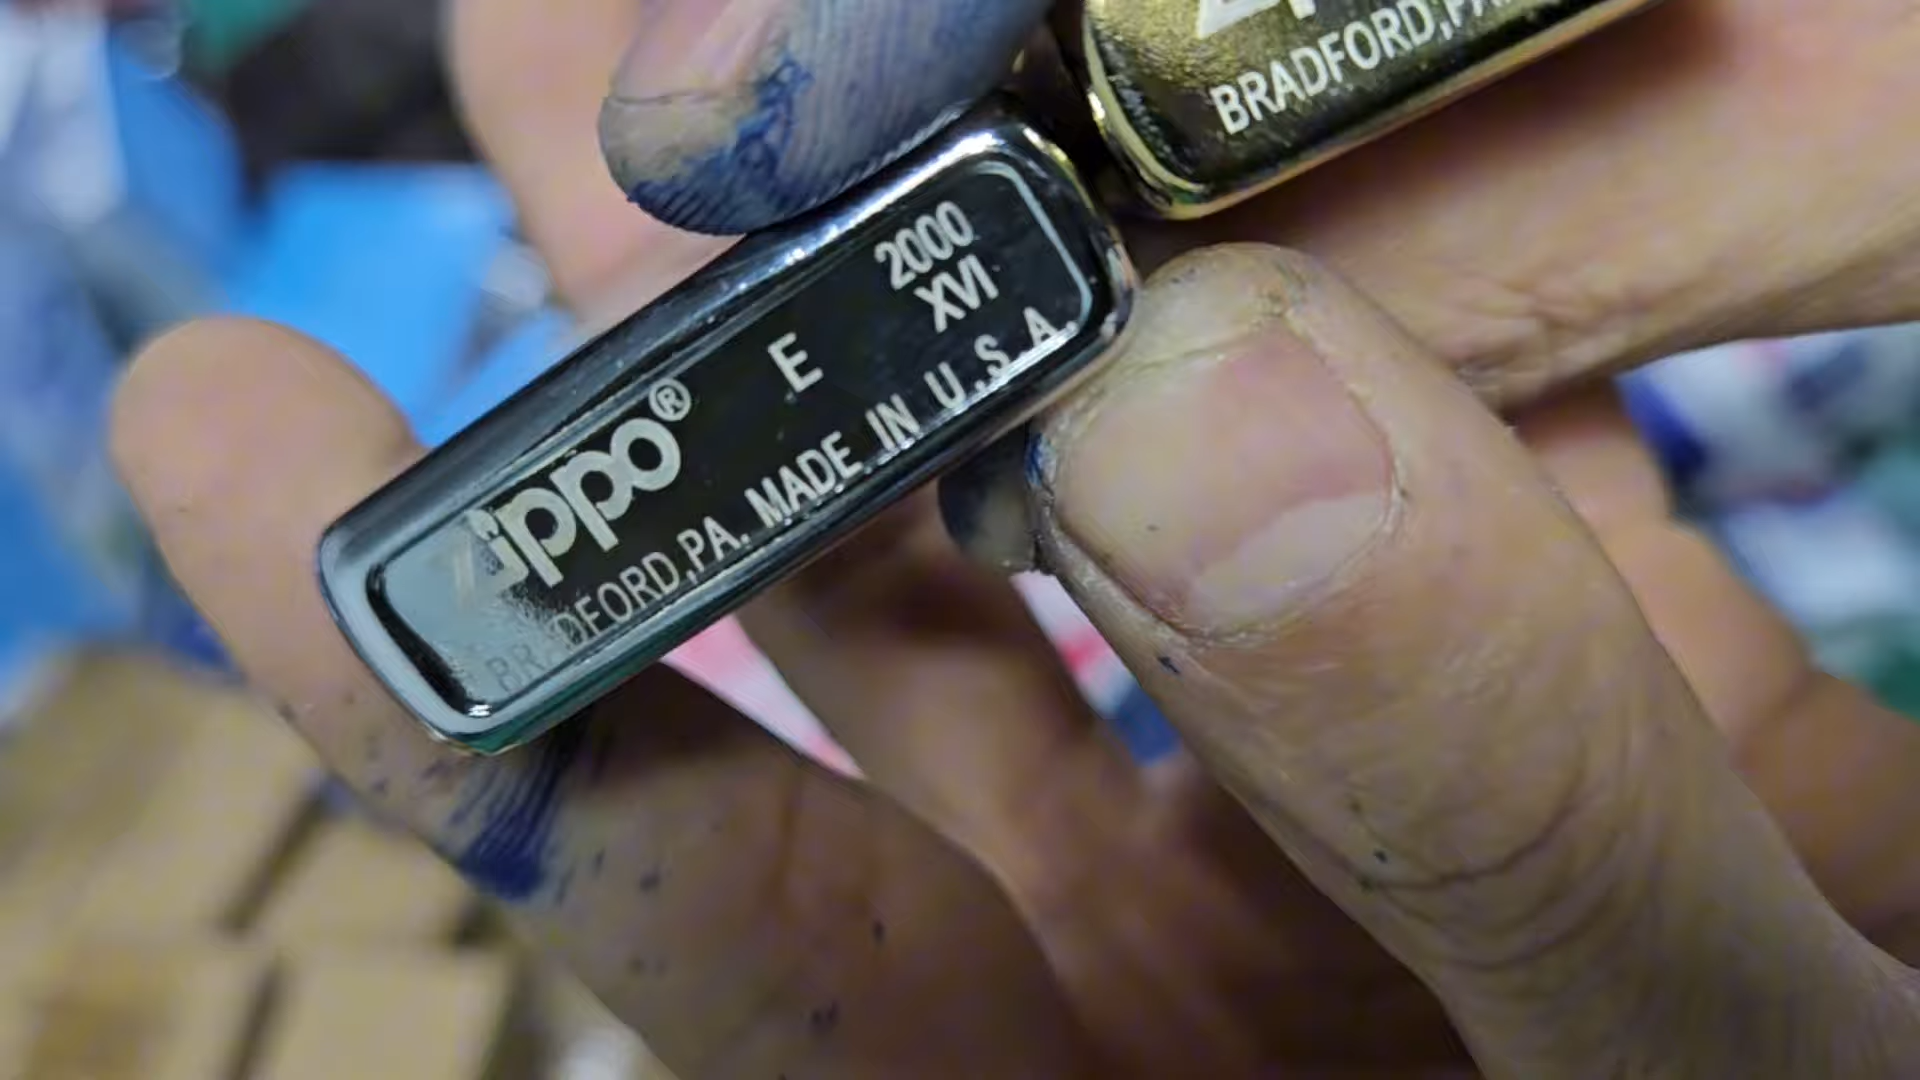 zippo®
E
2000
XVI
BRADFORD,PA. MADE IN U.S.A.
BRADFORD,PA.